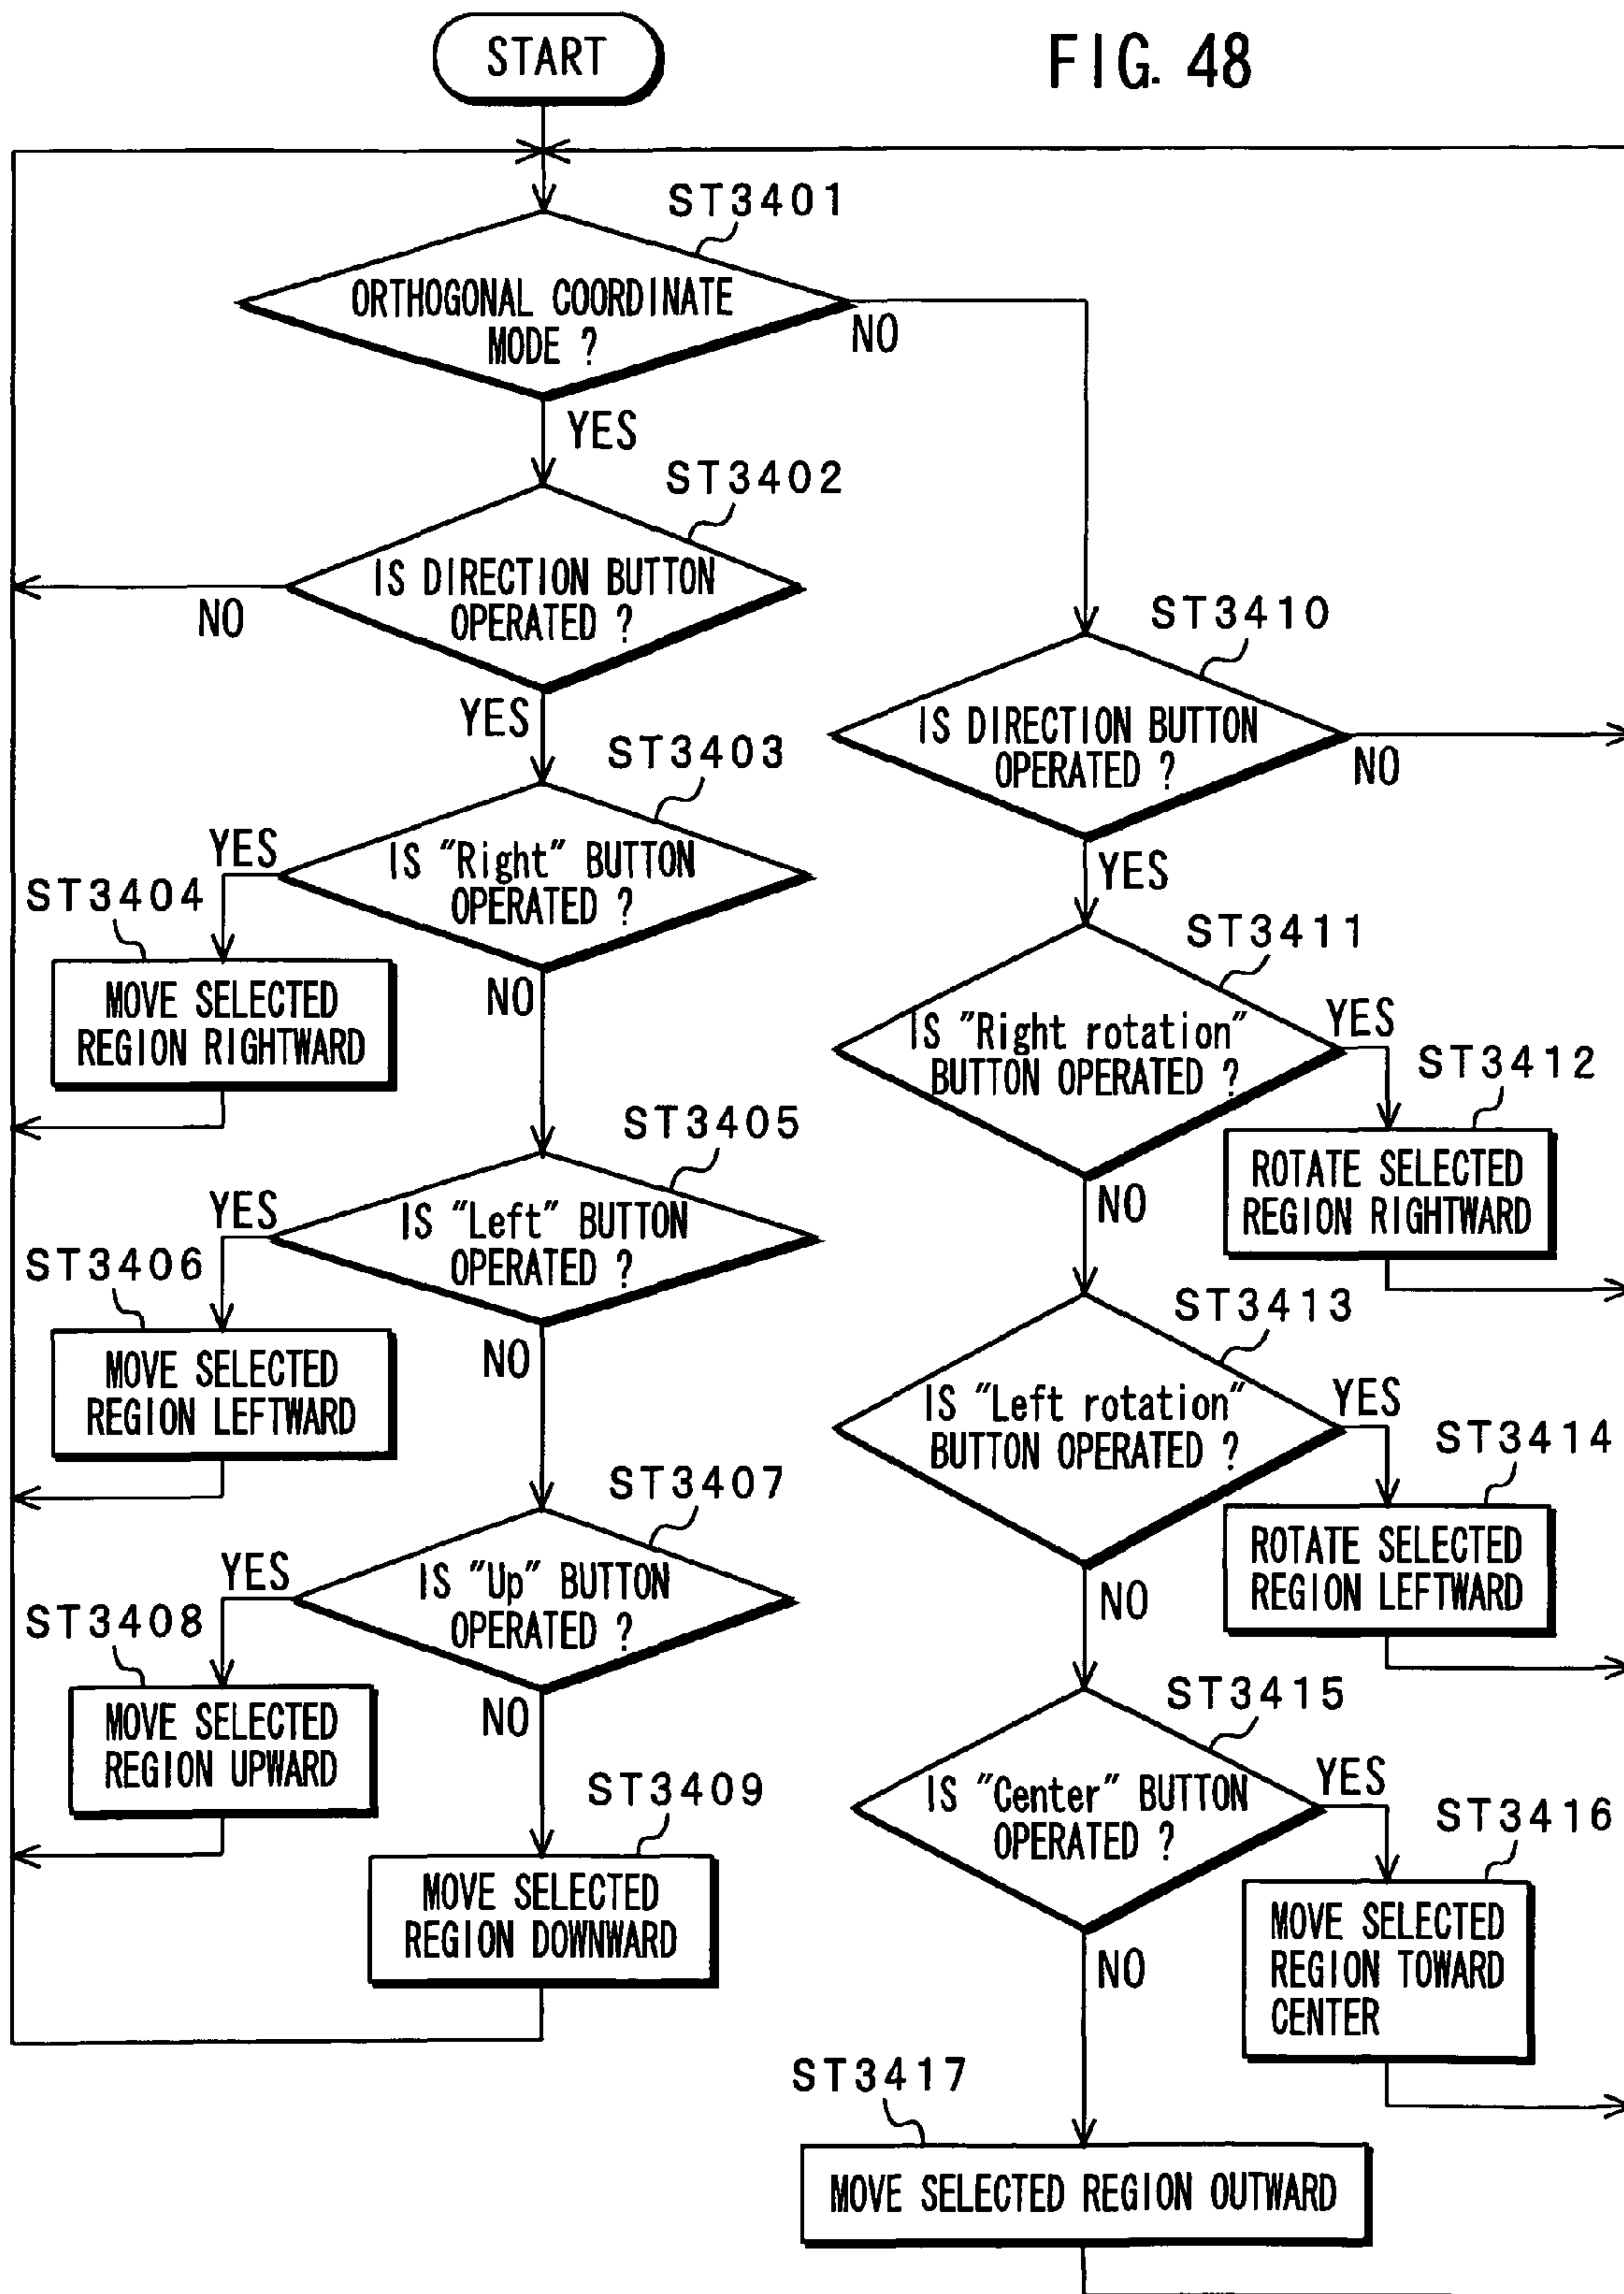 START
FIG. 48
ST3401
ORTHOGONAL COORDINATE
MODE ?
NO
YES
ST3402
IS DIRECTION BUTTON
OPERATED ?
NO
YES
ST3403
IS "Right" BUTTON
OPERATED ?
YES
ST3404
MOVE SELECTED
REGION RIGHTWARD
NO
ST3405
IS "Left" BUTTON
OPERATED ?
YES
ST3406
MOVE SELECTED
REGION LEFTWARD
NO
ST3407
IS "Up" BUTTON
OPERATED ?
YES
ST3408
MOVE SELECTED
REGION UPWARD
NO
ST3409
MOVE SELECTED
REGION DOWNWARD
ST3410
IS DIRECTION BUTTON
OPERATED ?
NO
YES
ST3411
IS "Right rotation"
BUTTON OPERATED ?
YES
ST3412
ROTATE SELECTED
REGION RIGHTWARD
NO
ST3413
IS "Left rotation"
BUTTON OPERATED ?
YES
ST3414
ROTATE SELECTED
REGION LEFTWARD
NO
ST3415
IS "Center" BUTTON
OPERATED ?
YES
ST3416
MOVE SELECTED
REGION TOWARD
CENTER
NO
ST3417
MOVE SELECTED REGION OUTWARD